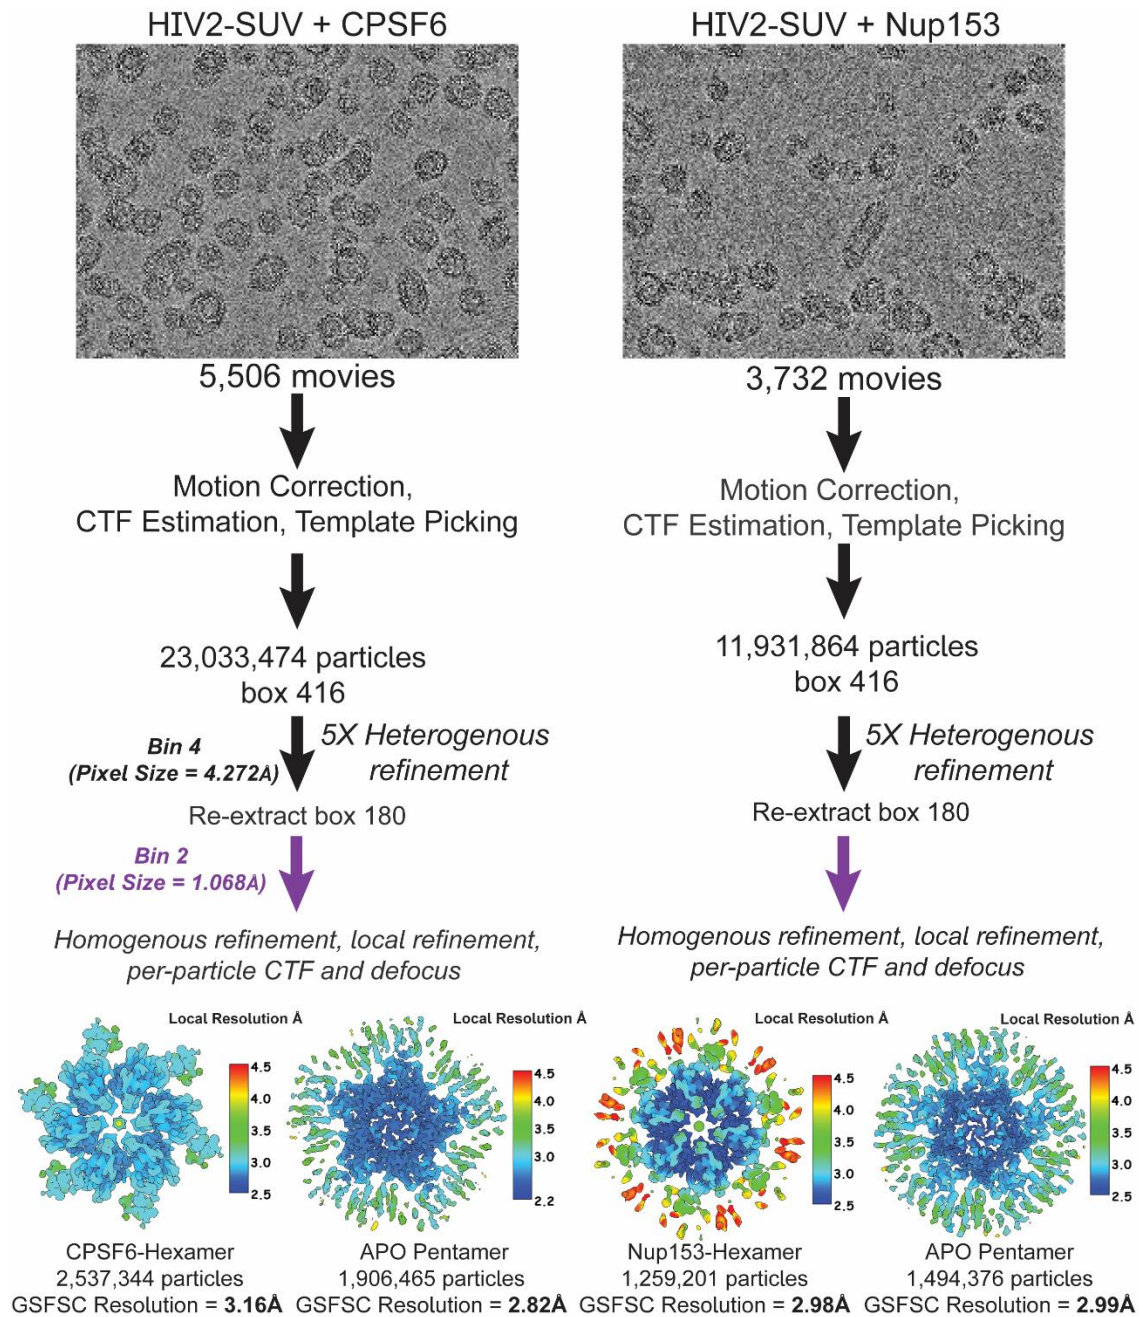 HIV2-SUV + CPSF6
5,506 movies
Motion Correction,
CTF Estimation, Template Picking
23,033,474 particles
box 416
Bin 4
(Pixel Size = 4.272Å)
5X Heterogenous
refinement
Re-extract box 180
Bin 2
(Pixel Size = 1.068Å)
Homogenous refinement, local refinement,
per-particle CTF and defocus
Local Resolution Å
4.5
4.0
3.5
3.0
2.5
CPSF6-Hexamer
2,537,344 particles
GSFSC Resolution = 3.16Å
Local Resolution Å
4.5
4.0
3.5
3.0
2.2
APO Pentamer
1,906,465 particles
GSFSC Resolution = 2.82Å
HIV2-SUV + Nup153
3,732 movies
Motion Correction,
CTF Estimation, Template Picking
11,931,864 particles
box 416
5X Heterogenous
refinement
Re-extract box 180
Homogenous refinement, local refinement,
per-particle CTF and defocus
Local Resolution Å
4.5
4.0
3.5
3.0
2.5
Nup153-Hexamer
1,259,201 particles
GSFSC Resolution = 2.98Å
Local Resolution Å
4.5
4.0
3.5
3.0
2.5
APO Pentamer
1,494,376 particles
GSFSC Resolution = 2.99Å